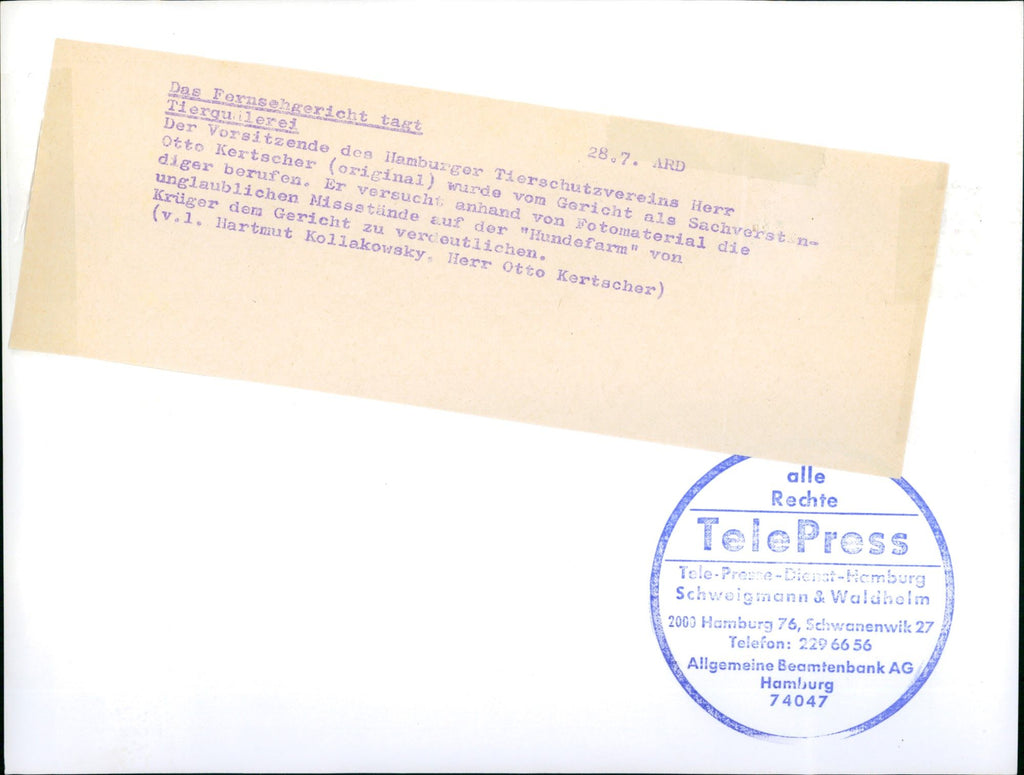 Das Fernsehgericht tagt
Tierquälerei
28.7. ARD
Der Vorsitzende des Hamburger Tierschutzvereins Herr
Otto Kertscher (original) wurde vom Gericht als Sachverstän-
diger berufen. Er versucht anhand von Fotomaterial die
unglaublichen Missstände auf der "Hundefarm" von
Krüger dem Gericht zu verdeutlichen.
(v.l. Hartmut Kollakowsky, Herr Otto Kertscher)
alle
Rechte
TelePress
Tele-Presse-Dienst-Hamburg
Schweigmann & Waldhelm
2000 Hamburg 76, Schwanenwik 27
Telefon: 229 66 56
Allgemeine Beamtenbank AG
Hamburg
74047